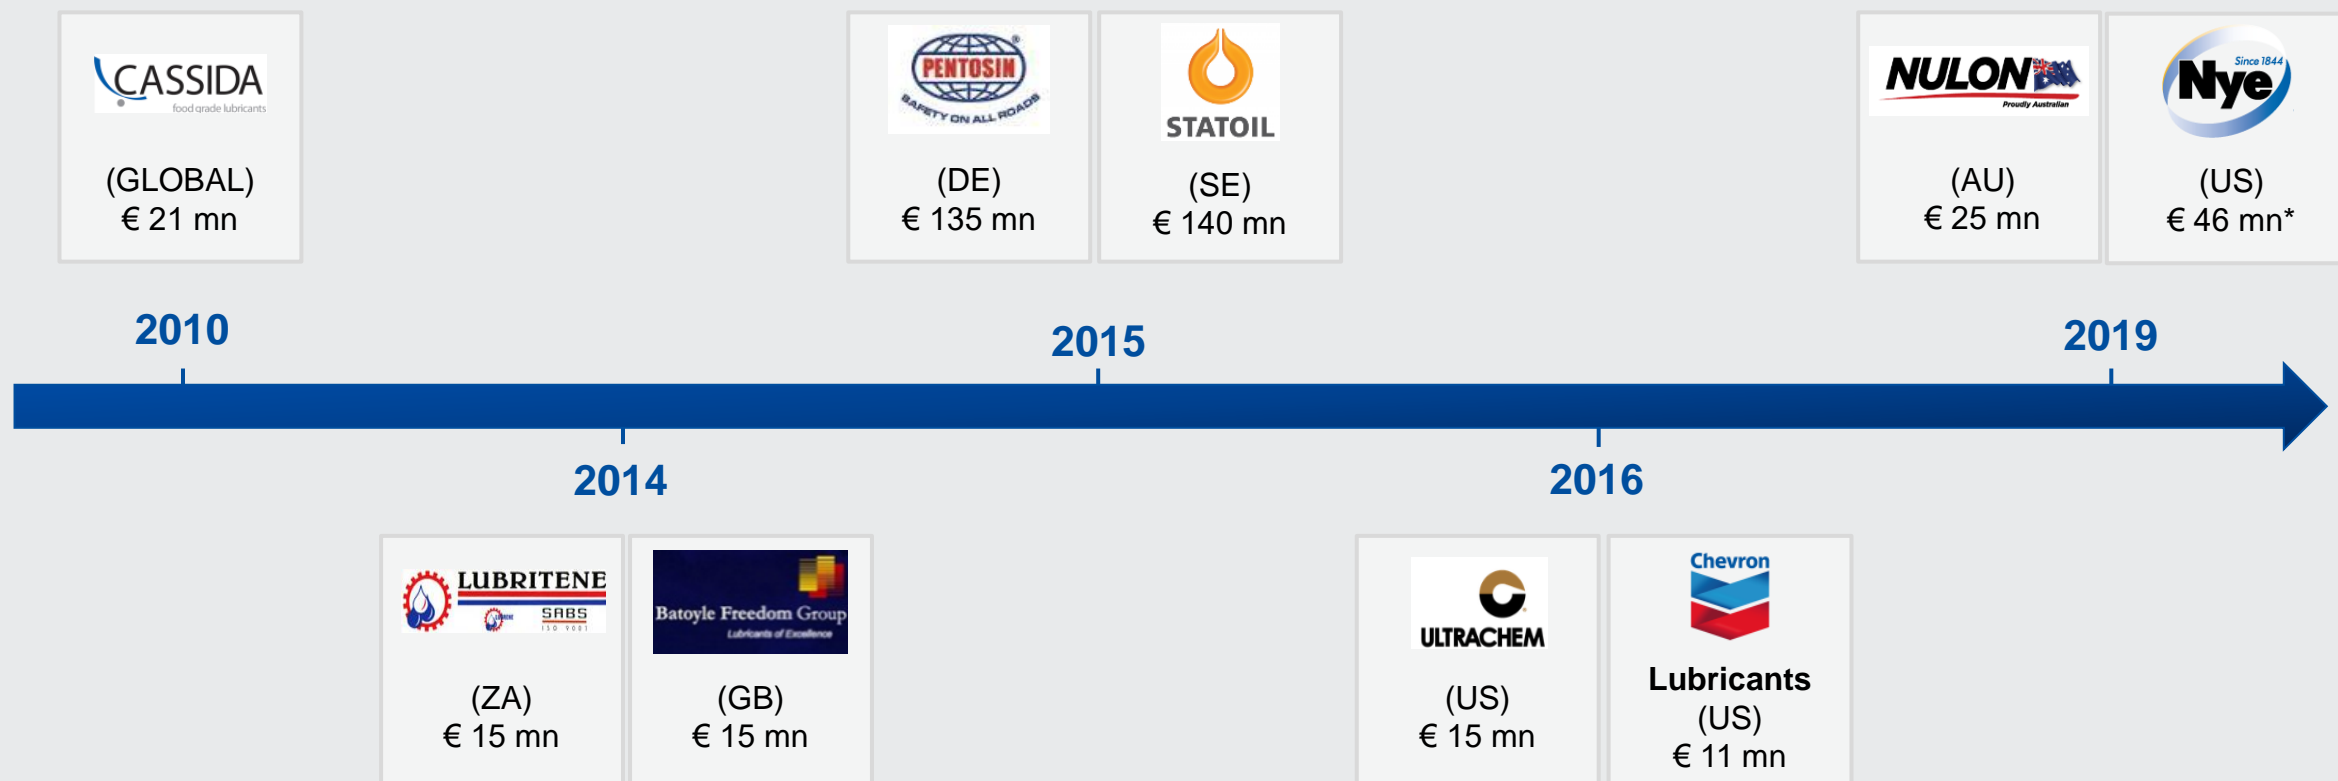 CASSIDA
food grade lubricants
(GLOBAL)
€ 21 mn
PENTOSIN
®
SAFETY ON ALL ROADS
(DE)
€ 135 mn
STATOIL
(SE)
€ 140 mn
NULON
Proudly Australian
(AU)
€ 25 mn
Since 1844
Nye
(US)
€ 46 mn*
2010
2015
2019
2014
2016
LUBRITENE
SABS
ISO 9001
(ZA)
€ 15 mn
Batoyle Freedom Group
Lubricants of Excellence
(GB)
€ 15 mn
ULTRACHEM
(US)
€ 15 mn
Chevron
Lubricants
(US)
€ 11 mn